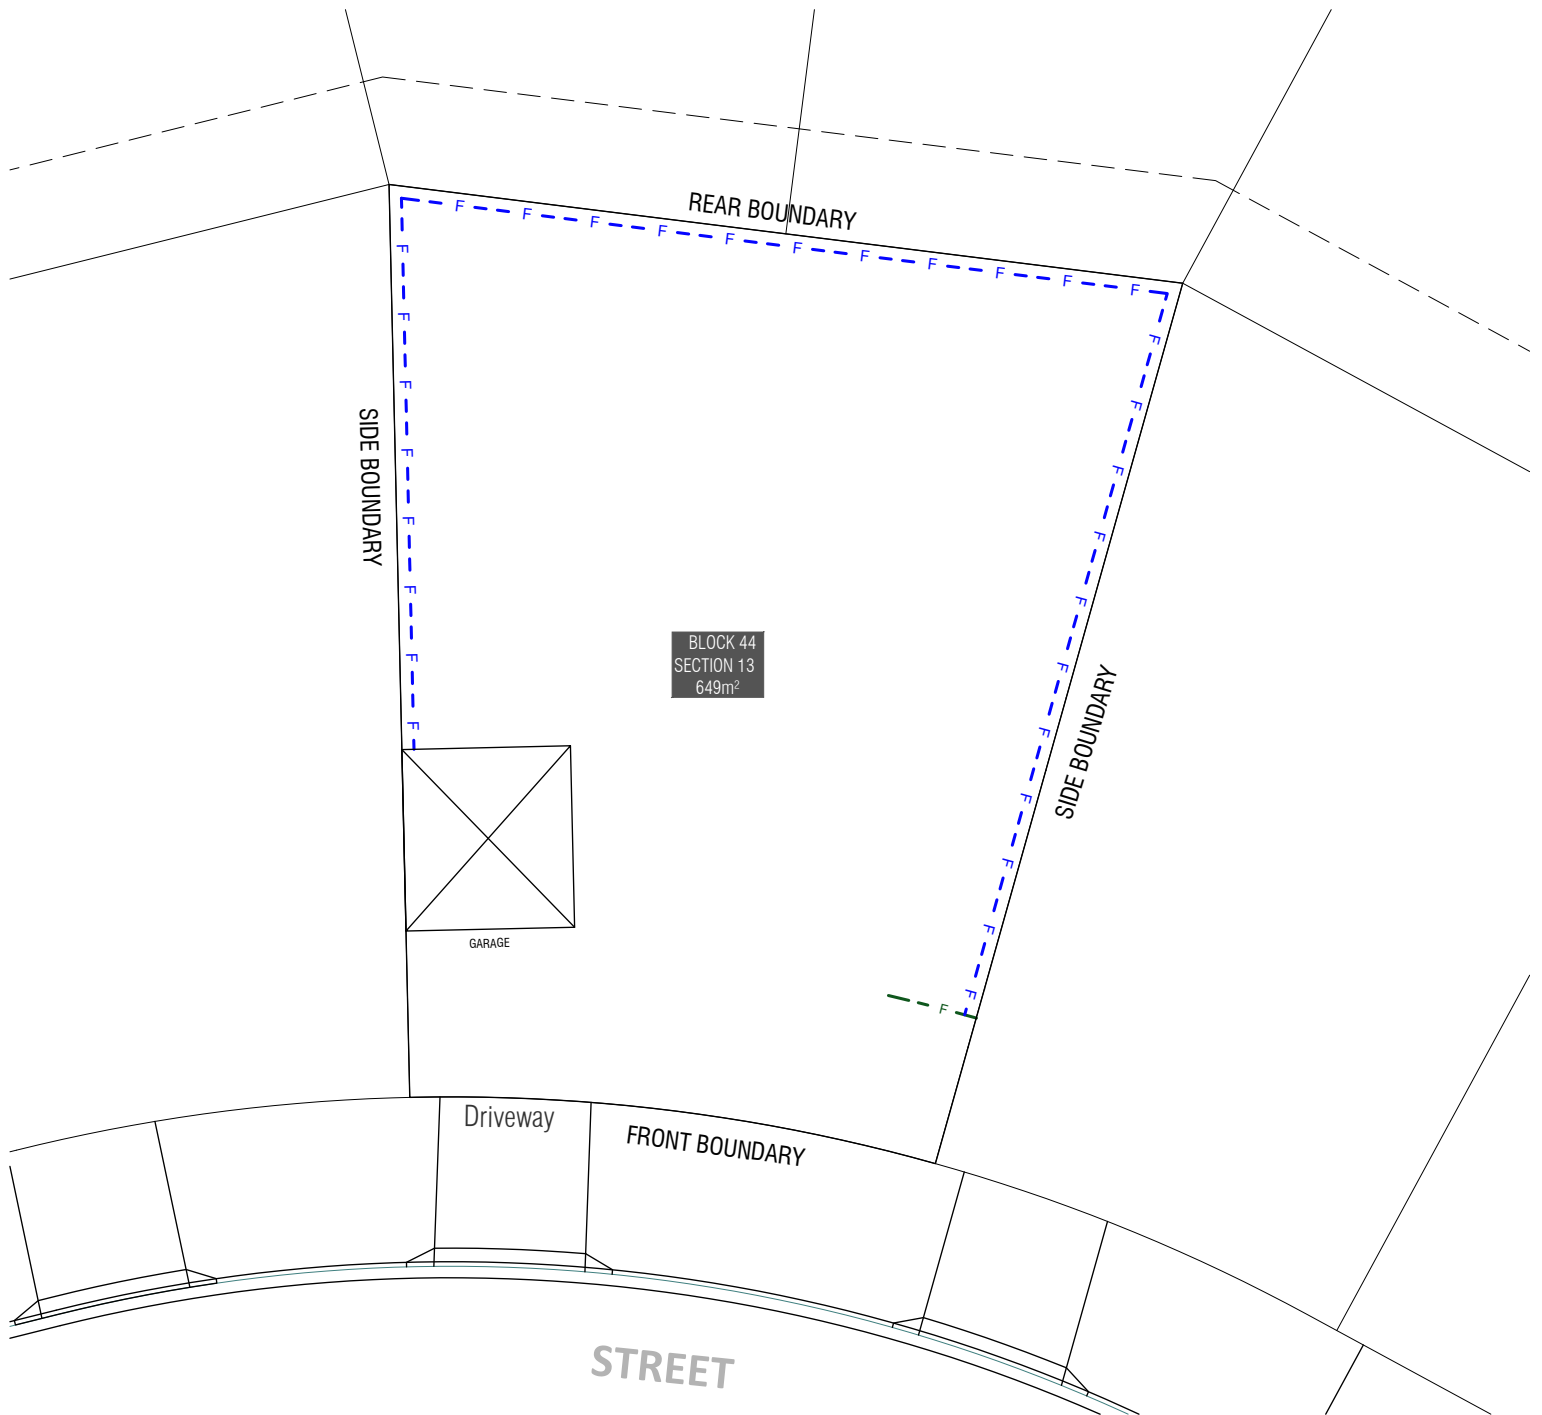 REAR BOUNDARY
F F F F F F F F F F F
F F F F F F F F
F F F F F F F F F F F
SIDE BOUNDARY
BLOCK 44
SECTION 13
649m²
SIDE BOUNDARY
GARAGE
F
Driveway
FRONT BOUNDARY
STREET